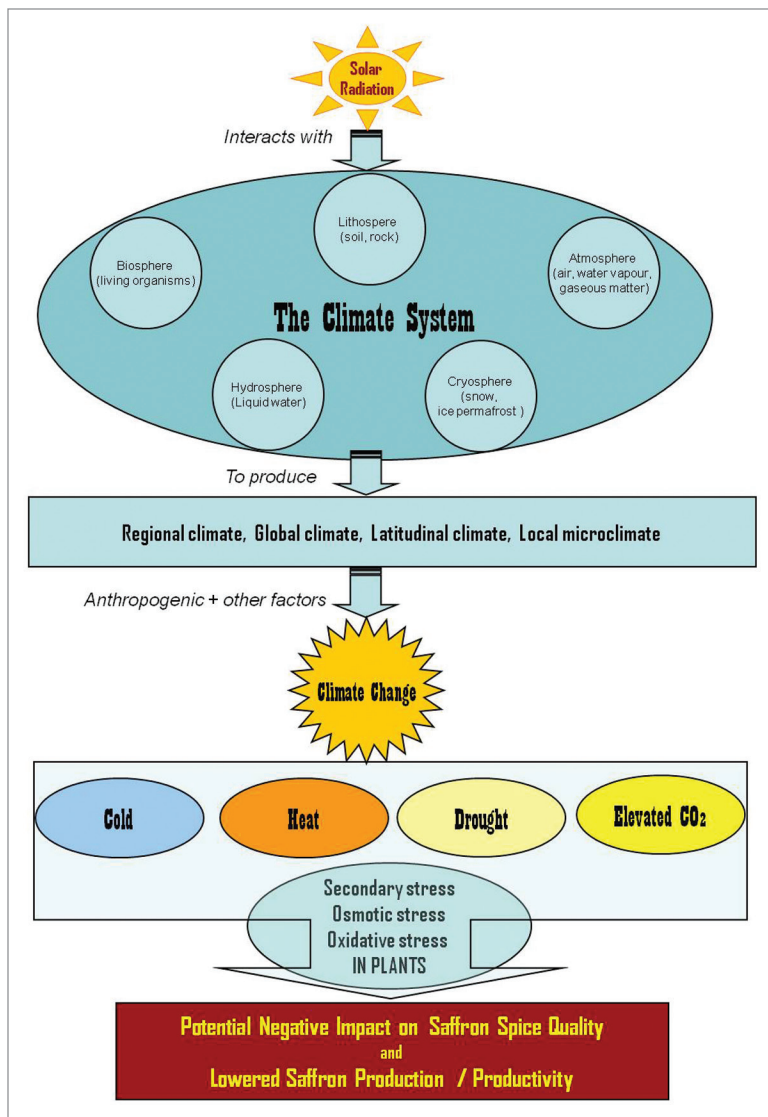 Solar
Radiation
Interacts with
Lithospere
(soil, rock)
Biosphere
(living organisms)
Atmosphere
(air, water vapour,
gaseous matter)
The Climate System
Hydrosphere
(Liquid water)
Cryosphere
(snow,
ice permafrost )
To produce
Regional climate, Global climate, Latitudinal climate, Local microclimate
Anthropogenic + other factors
Climate Change
Cold
Heat
Drought
Elevated CO₂
Secondary stress
Osmotic stress
Oxidative stress
IN PLANTS
Potential Negative Impact on Saffron Spice Quality
and
Lowered Saffron Production / Productivity